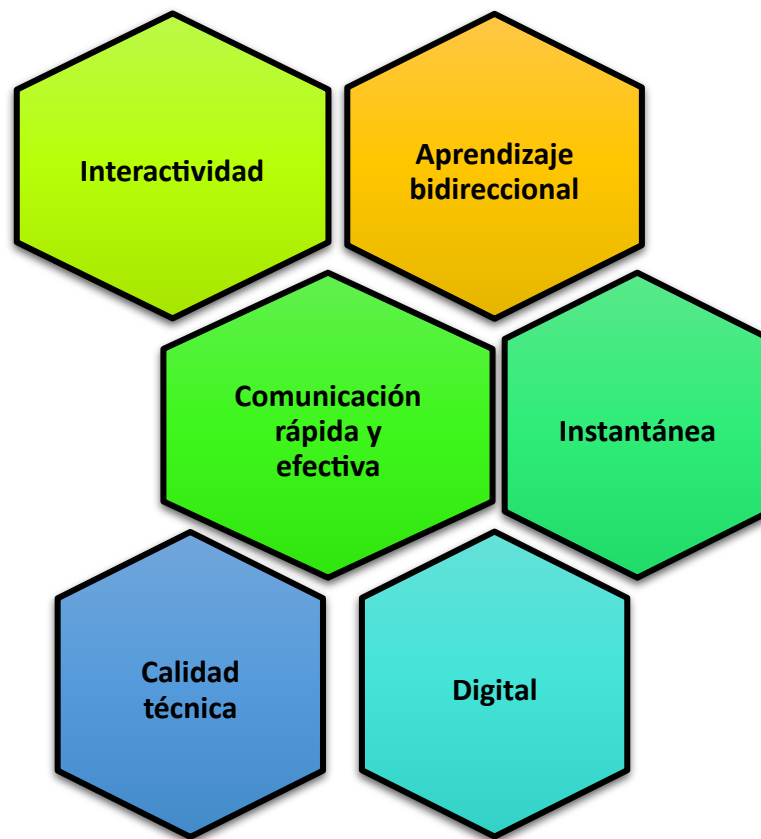 Interactividad
Aprendizaje
bidireccional
Comunicación
rápida y
efectiva
Instantánea
Calidad
técnica
Digital